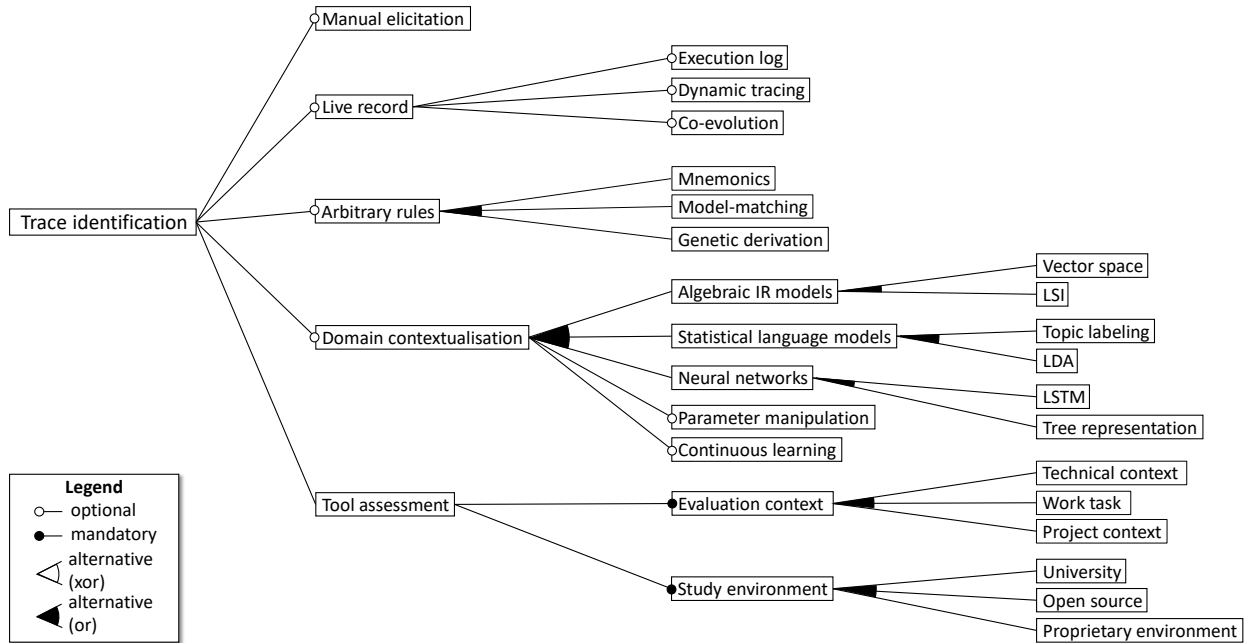 Manual elicitation
Execution log
Dynamic tracing
Live record
Co-evolution
Mnemonics
Model-matching
Arbitrary rules
Trace identification
Genetic derivation
Vector space
Algebraic IR models
LSI
Topic labeling
Domain contextualisation
Statistical language models
LDA
Neural networks
LSTM
Parameter manipulation
Tree representation
Continuous learning
Technical context
Tool assessment
Evaluation context
Work task
Project context
University
Study environment
Open source
Proprietary environment
Legend
optional
mandatory
alternative
(xor)
alternative
(or)